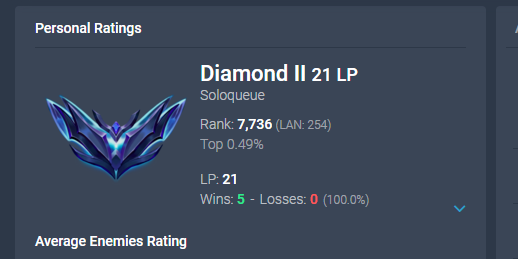 Personal Ratings
Diamond II 21 LP
Soloqueue
Rank: 7,736 (LAN: 254)
Top 0.49%
LP: 21
Wins: 5 - Losses: 0 (100.0%)
Average Enemies Rating